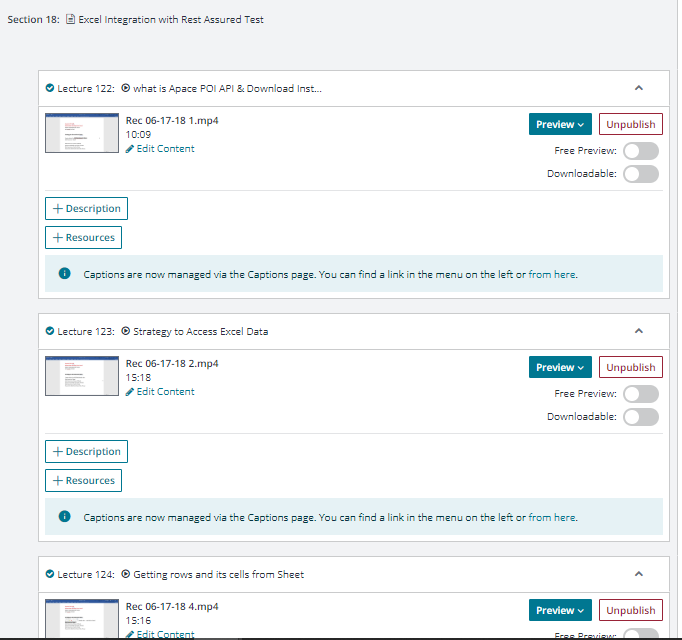 Section 18: Excel Integration with Rest Assured Test
Lecture 122: what is Apace POI API & Download Inst...
Rec 06-17-18 1.mp4
Preview
Unpublish
10:09
Edit Content
Free Preview:
Downloadable:
+ Description
+ Resources
Captions are now managed via the Captions page. You can find a link in the menu on the left or from here.
Lecture 123: Strategy to Access Excel Data
Rec 06-17-18 2.mp4
Preview
Unpublish
15:18
Edit Content
Free Preview:
Downloadable:
+ Description
+ Resources
Captions are now managed via the Captions page. You can find a link in the menu on the left or from here.
Lecture 124: Getting rows and its cells from Sheet
Rec 06-17-18 4.mp4
Preview
Unpublish
15:16
Edit Content
Free Preview: